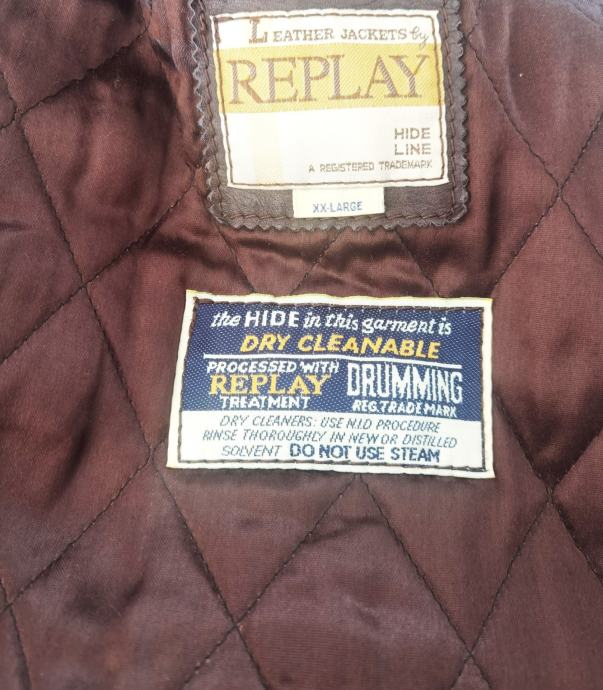 LEATHER JACKETS by
REPLAY
HIDE
LINE
A REGISTERED TRADEMARK
XX-LARGE
the HIDE in this garment is
DRY CLEANABLE
PROCESSED WITH
REPLAY
TREATMENT
DRUMMING
REG. TRADE MARK
DRY CLEANERS: USE N.I.D PROCEDURE
RINSE THOROUGHLY IN NEW OR DISTILLED
SOLVENT DO NOT USE STEAM